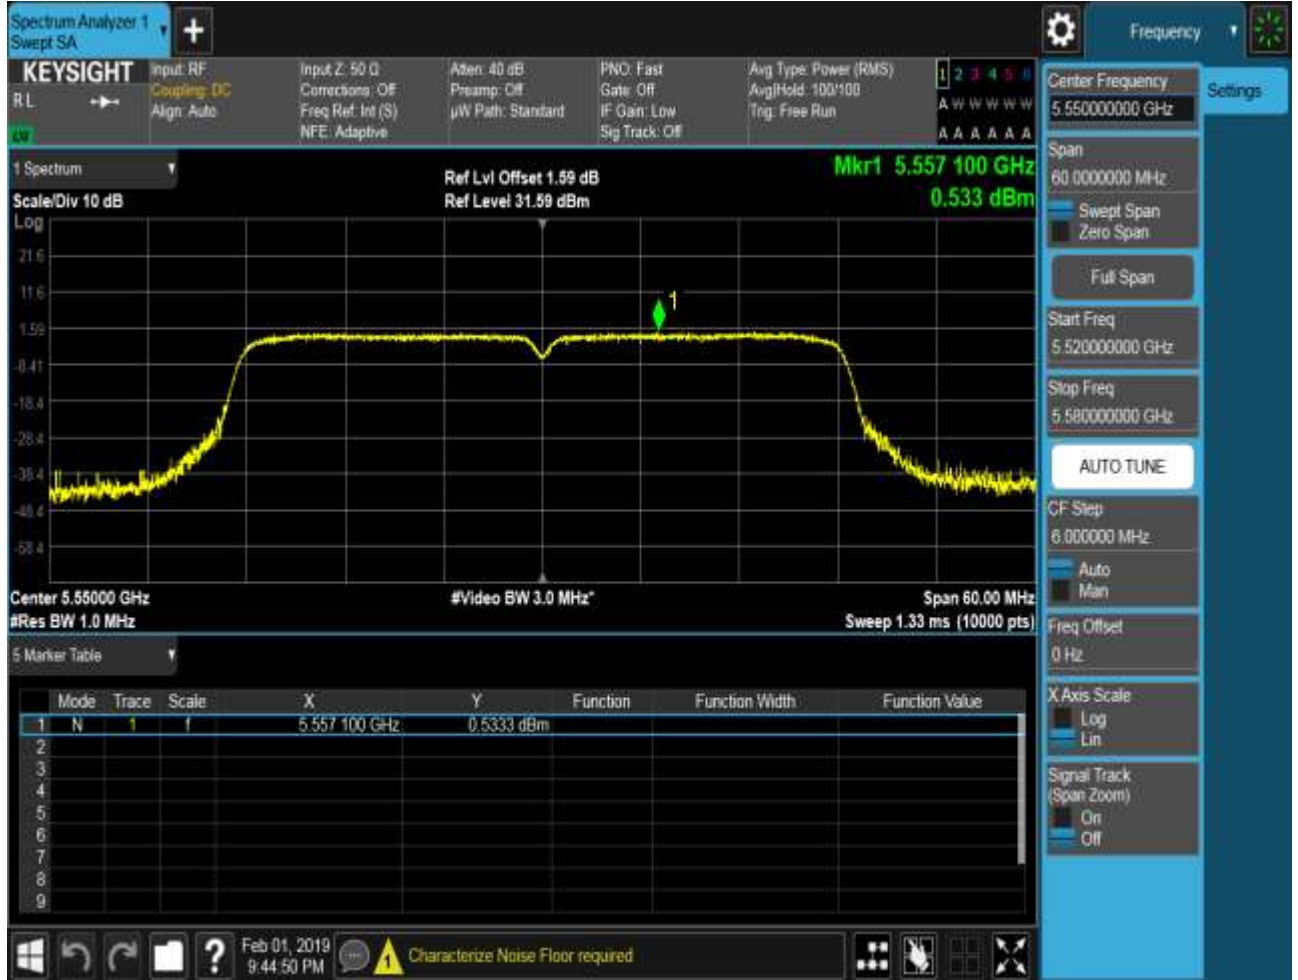 Spectrum Analyzer 1
Swept SA
+
Frequency
KEYSIGHT
RL
Input: RF
Coupling: DC
Align: Auto
Input Z: 50 Ω
Corrections: Off
Freq Ref: Int (S)
NFE: Adaptive
Atten: 40 dB
Preamp: Off
µW Path: Standard
PNO: Fast
Gate: Off
IF Gain: Low
Sig Track: Off
Avg Type: Power (RMS)
Avg|Hold: 100/100
Trig: Free Run
1 2 3 4 5 6
A W W W W W
A A A A A A
1 Spectrum
Scale/Div 10 dB
Ref Lvl Offset 1.59 dB
Ref Level 31.59 dBm
Mkr1 5.557 100 GHz
0.533 dBm
Log
21.6
11.6
1.59
-8.41
-18.4
-28.4
-38.4
-48.4
-58.4
1
Center 5.55000 GHz
#Res BW 1.0 MHz
#Video BW 3.0 MHz*
Span 60.00 MHz
Sweep 1.33 ms (10000 pts)
5 Marker Table
Mode Trace Scale X Y Function Function Width Function Value
1 N 1 f 5.557 100 GHz 0.5333 dBm
2
3
4
5
6
7
8
9
Center Frequency
5.550000000 GHz
Settings
Span
60.0000000 MHz
Swept Span
Zero Span
Full Span
Start Freq
5.520000000 GHz
Stop Freq
5.580000000 GHz
AUTO TUNE
CF Step
6.000000 MHz
Auto
Man
Freq Offset
0 Hz
X Axis Scale
Log
Lin
Signal Track
(Span Zoom)
On
Off
?
Feb 01, 2019
9:44:50 PM
1
Characterize Noise Floor required